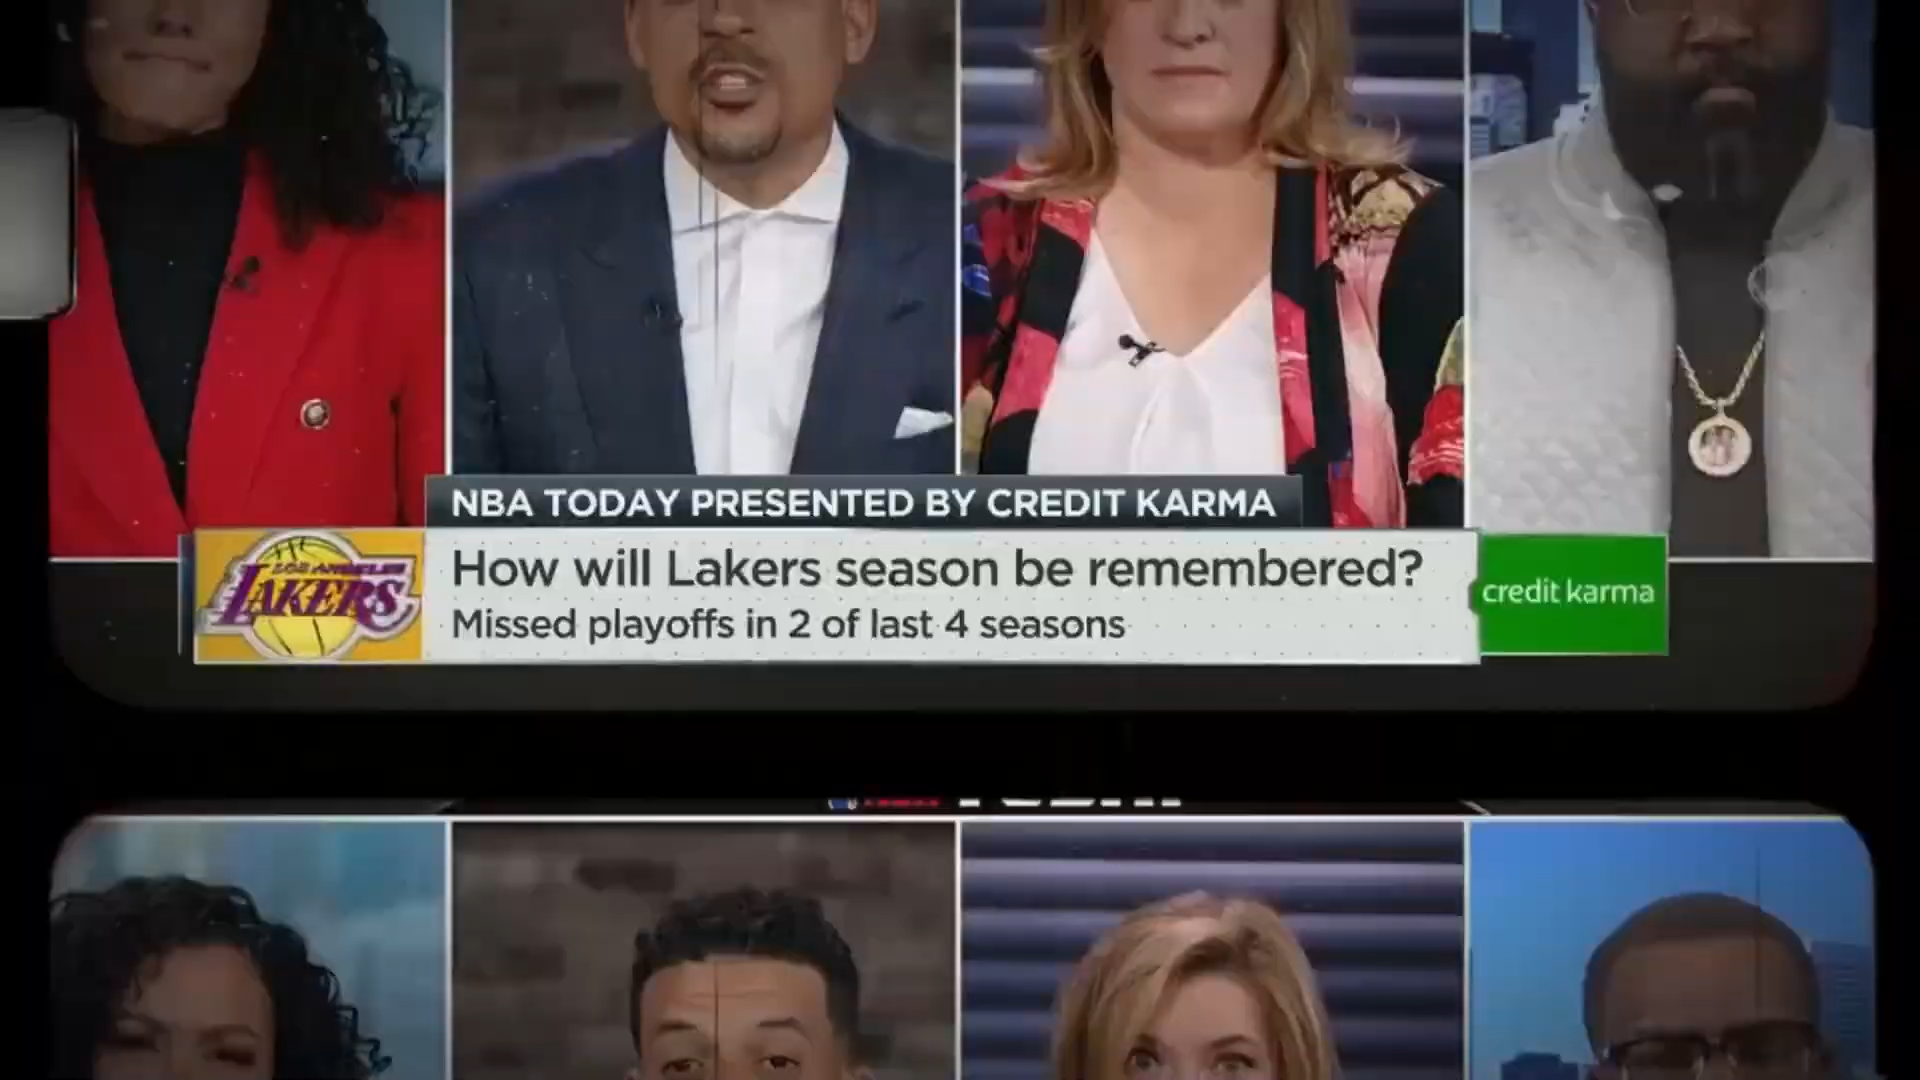 NBA TODAY PRESENTED BY CREDIT KARMA
LOS ANGELES
LAKERS
How will Lakers season be remembered?
Missed playoffs in 2 of last 4 seasons
credit karma